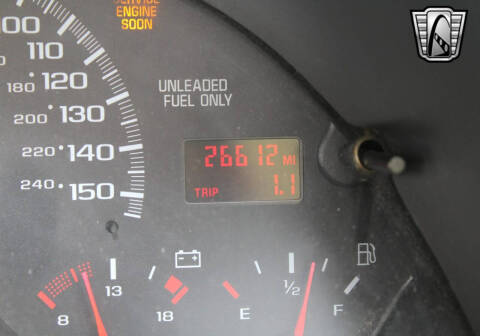 SERVICE
ENGINE
SOON
100
110
120
130
140
150
180
200
220
240
UNLEADED
FUEL ONLY
26612 MI
TRIP 1.1
8
13
18
E
1/2
F